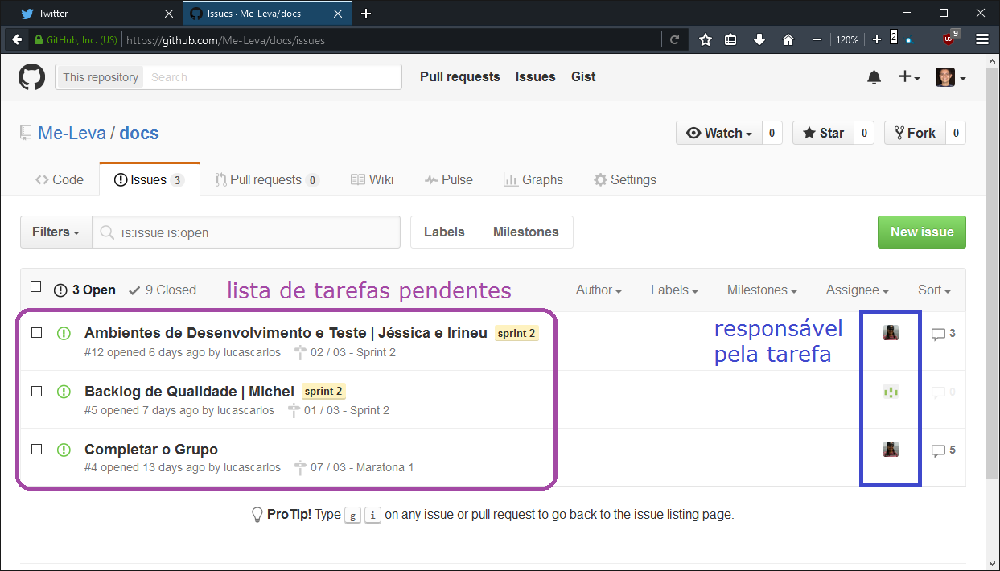 Twitter
Issues · Me-Leva/docs
GitHub, Inc. (US) https://github.com/Me-Leva/docs/issues 120% 2 9
This repository Search Pull requests Issues Gist
Me-Leva / docs Watch 0 Star 0 Fork 0
Code Issues 3 Pull requests 0 Wiki Pulse Graphs Settings
Filters is:issue is:open Labels Milestones New issue
3 Open 9 Closed lista de tarefas pendentes Author Labels Milestones Assignee Sort
Ambientes de Desenvolvimento e Teste | Jéssica e Irineu sprint 2 3
#12 opened 6 days ago by lucascarlos 02 / 03 - Sprint 2
responsável
pela tarefa
Backlog de Qualidade | Michel sprint 2 0
#5 opened 7 days ago by lucascarlos 01 / 03 - Sprint 2
Completar o Grupo 5
#4 opened 13 days ago by lucascarlos 07 / 03 - Maratona 1
ProTip! Type g i on any issue or pull request to go back to the issue listing page.